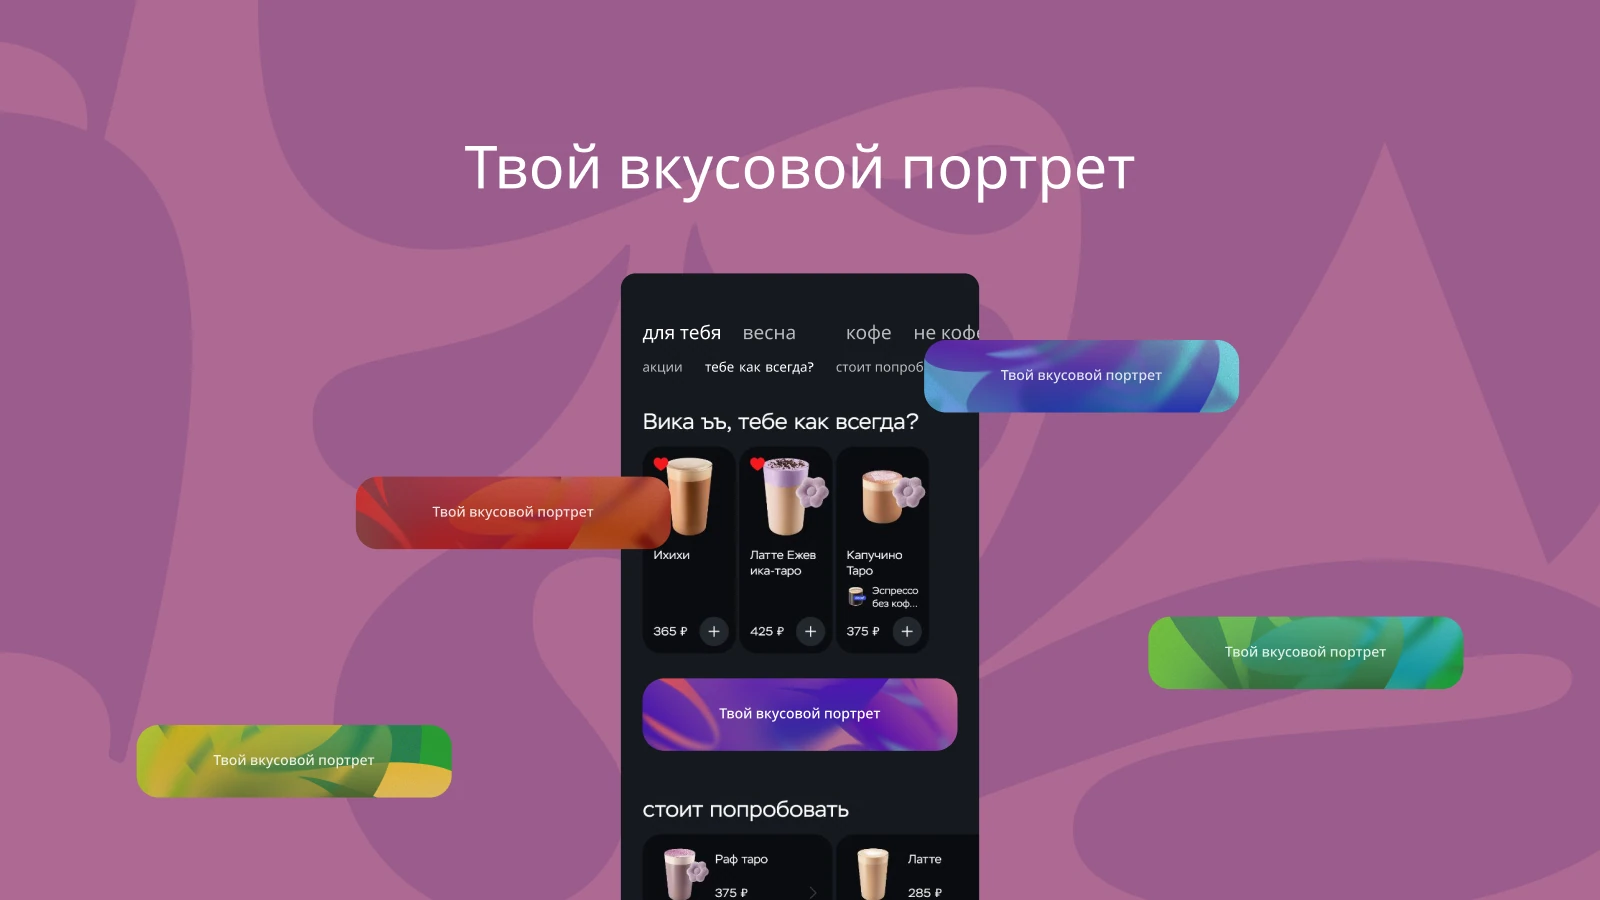 Твой вкусовой портрет
для тебя весна кофе не кофе
акции тебе как всегда? стоит попроб
Твой вкусовой портрет
Вика ъъ, тебе как всегда?
Твой вкусовой портрет
Ихихи
Латте Ежев
ика-таро
Капучино
Таро
Эспрессо
без коф...
365 ₽
425 ₽
375 ₽
Твой вкусовой портрет
Твой вкусовой портрет
Твой вкусовой портрет
стоит попробовать
Раф таро
375 ₽
Латте
285 ₽